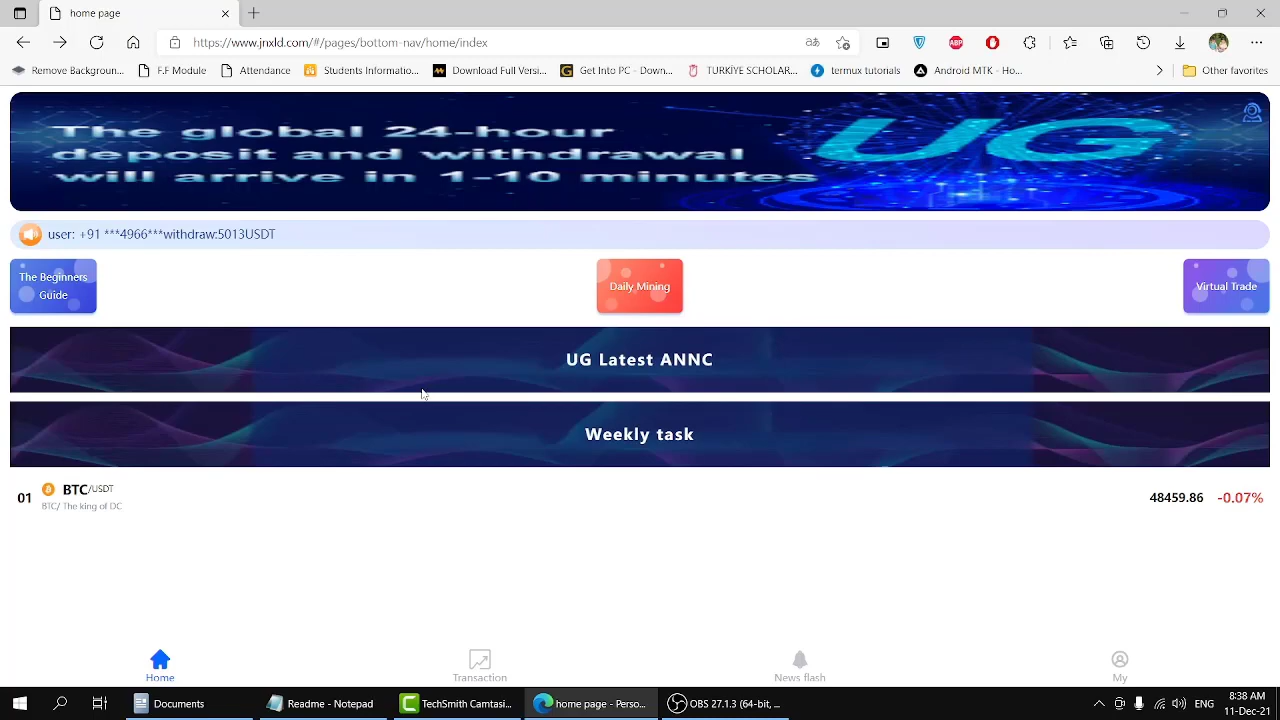 home page
https://www.jnxld.com/#/pages/bottom-nav/home/index
Remove Backgroun...
F.F Module
Attendance
Students Informatio...
Download Full Versi...
Get Into PC - Down...
TÜRKİYE SCHOLAR...
termux tutorials
Android MTK - Ho...
Other favor
The global 24-hour
deposit and withdrawal
will arrive in 1-10 minutes
UG
user: +91 ***4966***withdraw:5013USDT
The Beginners
Guide
Daily Mining
Virtual Trade
UG Latest ANNC
Weekly task
01
BTC/USDT
BTC/ The king of DC
48459.86
-0.07%
Home
Transaction
News flash
My
Documents
Readme - Notepad
TechSmith Camtasi...
home page - Perso...
OBS 27.1.3 (64-bit, ...
ENG
8:38 AM
11-Dec-21